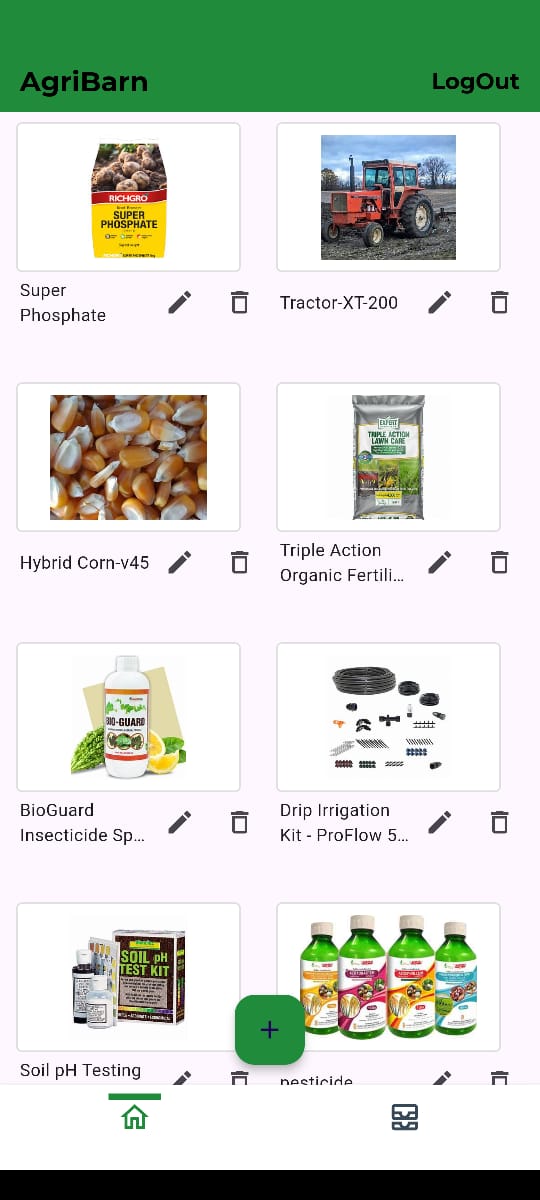 AgriBarn
LogOut
RICHGRO
SUPER
PHOSPHATE
Super
Phosphate
Tractor-XT-200
EXPERT
TRIPLE ACTION
LAWN CARE
Hybrid Corn-v45
Triple Action
Organic Fertili...
BIO-GUARD
BioGuard
Insecticide Sp...
Drip Irrigation
Kit - ProFlow 5...
SOIL pH
TEST KIT
+
Soil pH Testing
pesticide